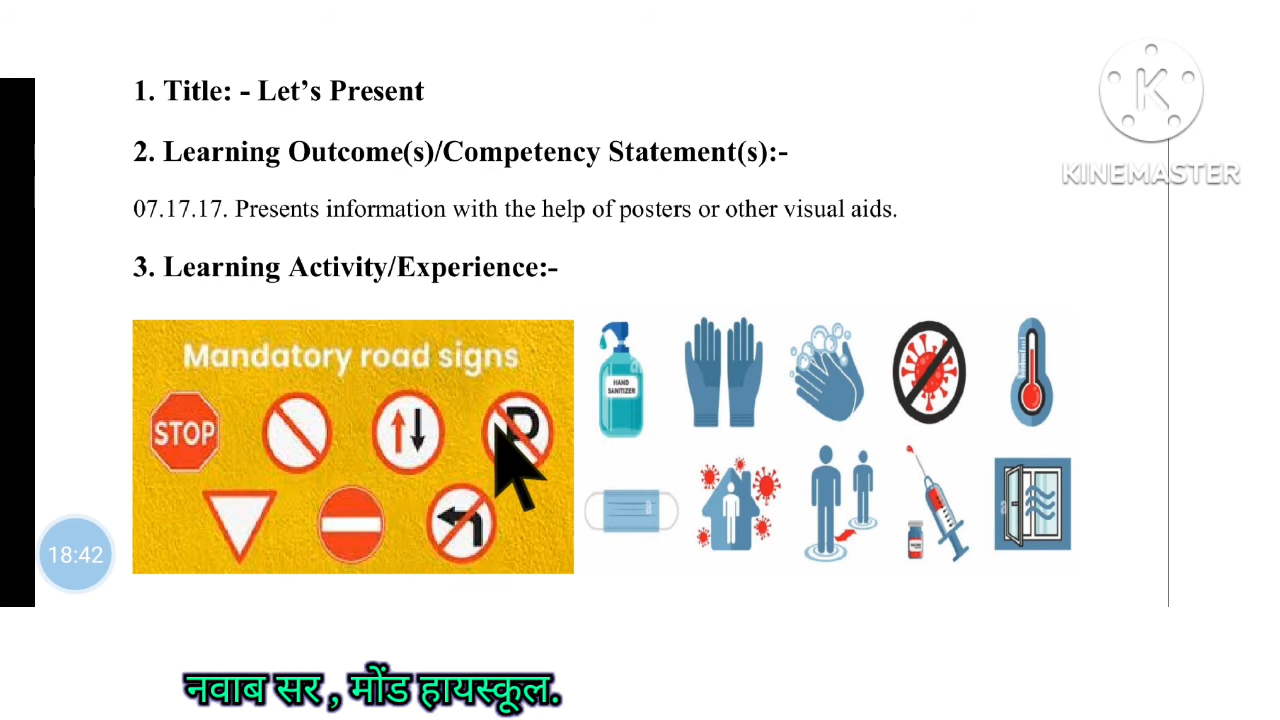 1. Title: - Let’s Present
KINEMASTER
2. Learning Outcome(s)/Competency Statement(s):-
07.17.17. Presents information with the help of posters or other visual aids.
3. Learning Activity/Experience:-
Mandatory road signs
STOP
P
HAND
SANITIZER
18:42
नवाब सर , मोंड हायस्कूल.